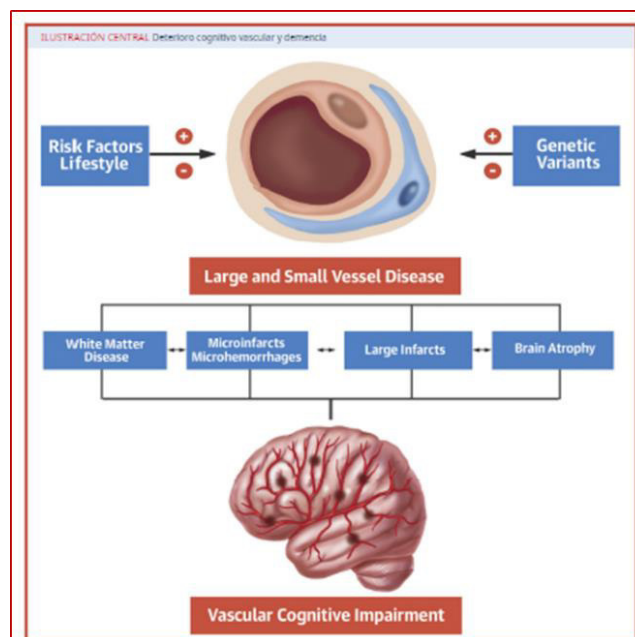 ILUSTRACIÓN CENTRAL Deterioro cognitivo vascular y demencia
Risk Factors
Lifestyle
+
−
+
−
Genetic
Variants
Large and Small Vessel Disease
White Matter
Disease
Microinfarcts
Microhemorrhages
Large Infarcts
Brain Atrophy
Vascular Cognitive Impairment